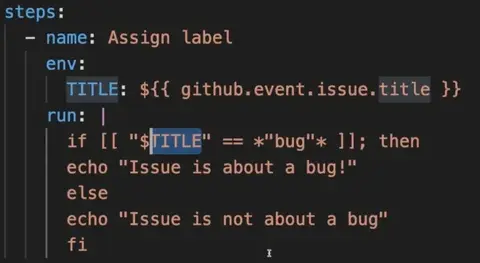 steps:
- name: Assign label
env:
TITLE: ${{ github.event.issue.title }}
run: |
if [[ "$TITLE" == *"bug"* ]]; then
echo "Issue is about a bug!"
else
echo "Issue is not about a bug"
fi